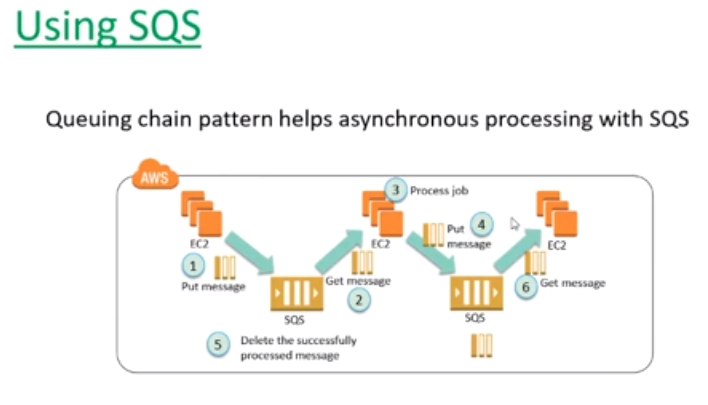 Using SQS
Queuing chain pattern helps asynchronous processing with SQS
AWS
3 Process job
EC2
1
Put message
SQS
EC2
Get message
2
Put 4
message
SQS
EC2
6 Get message
5 Delete the successfully
processed message